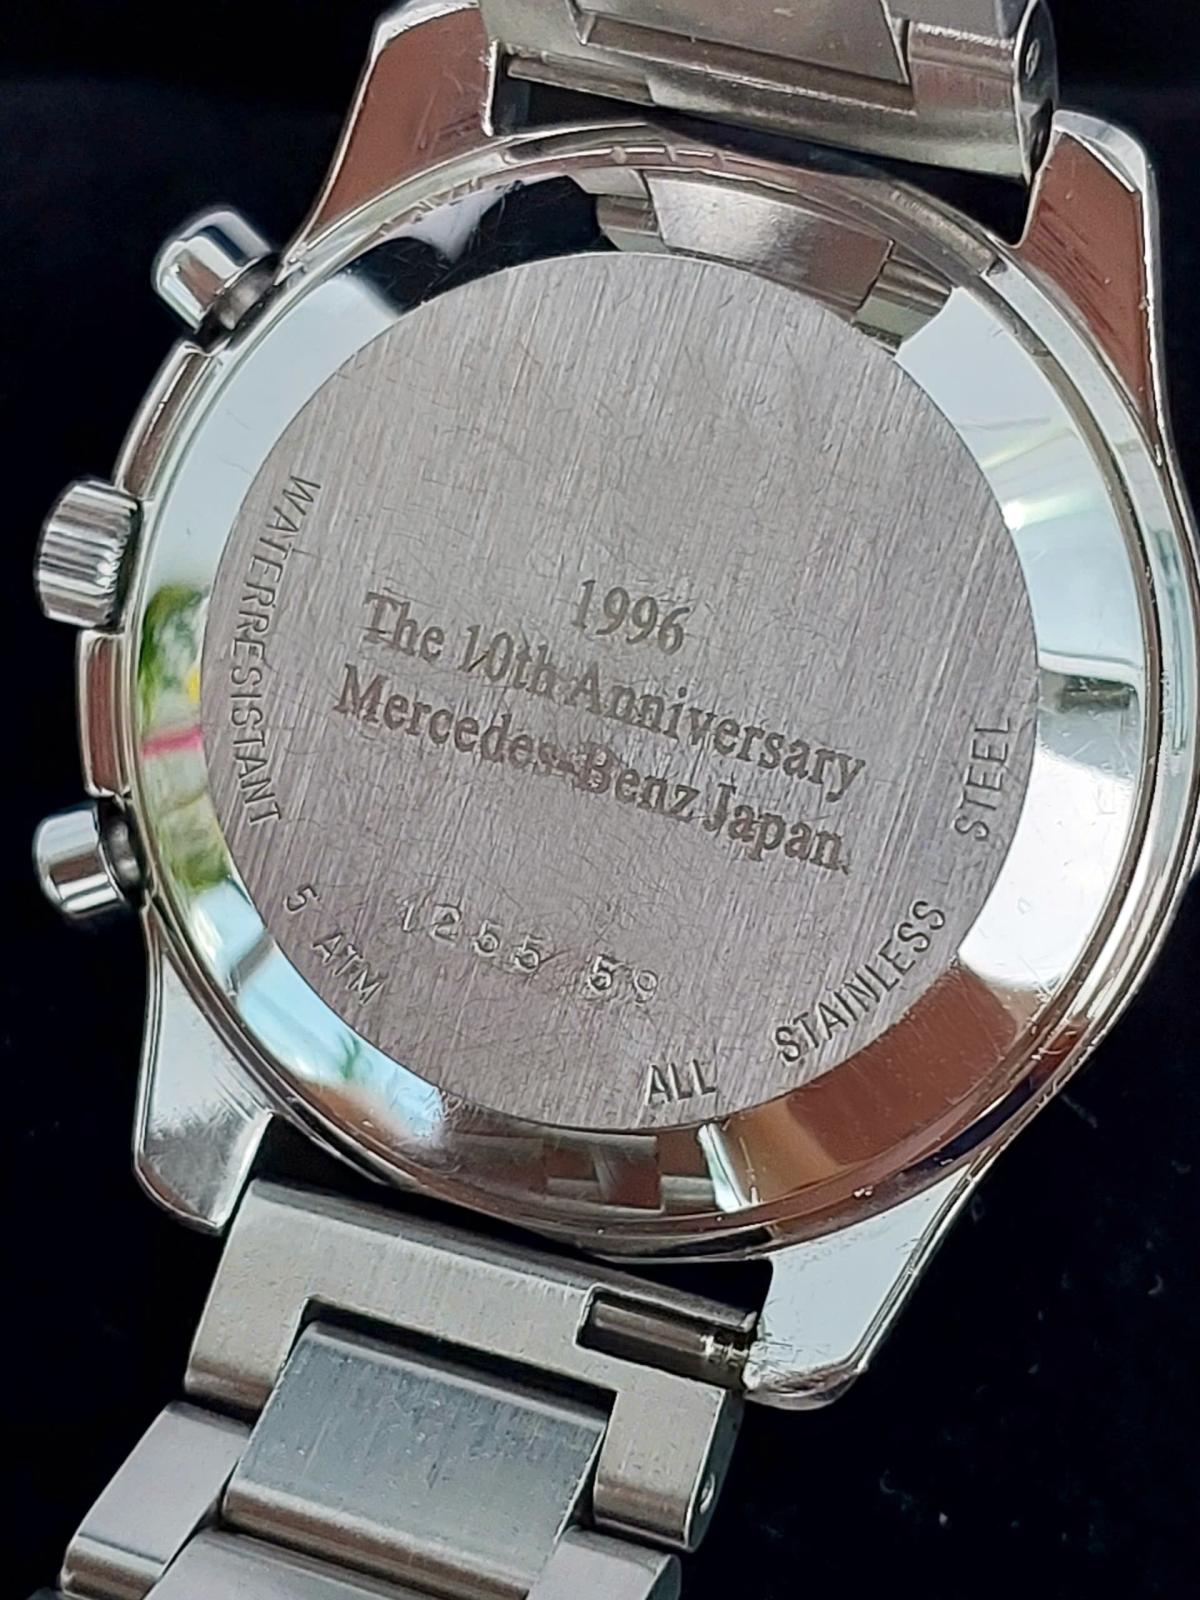 1996
The 10th Anniversary
Mercedes-Benz Japan.
1255 59
WATERRESISTANT
5 ATM
ALL STAINLESS STEEL